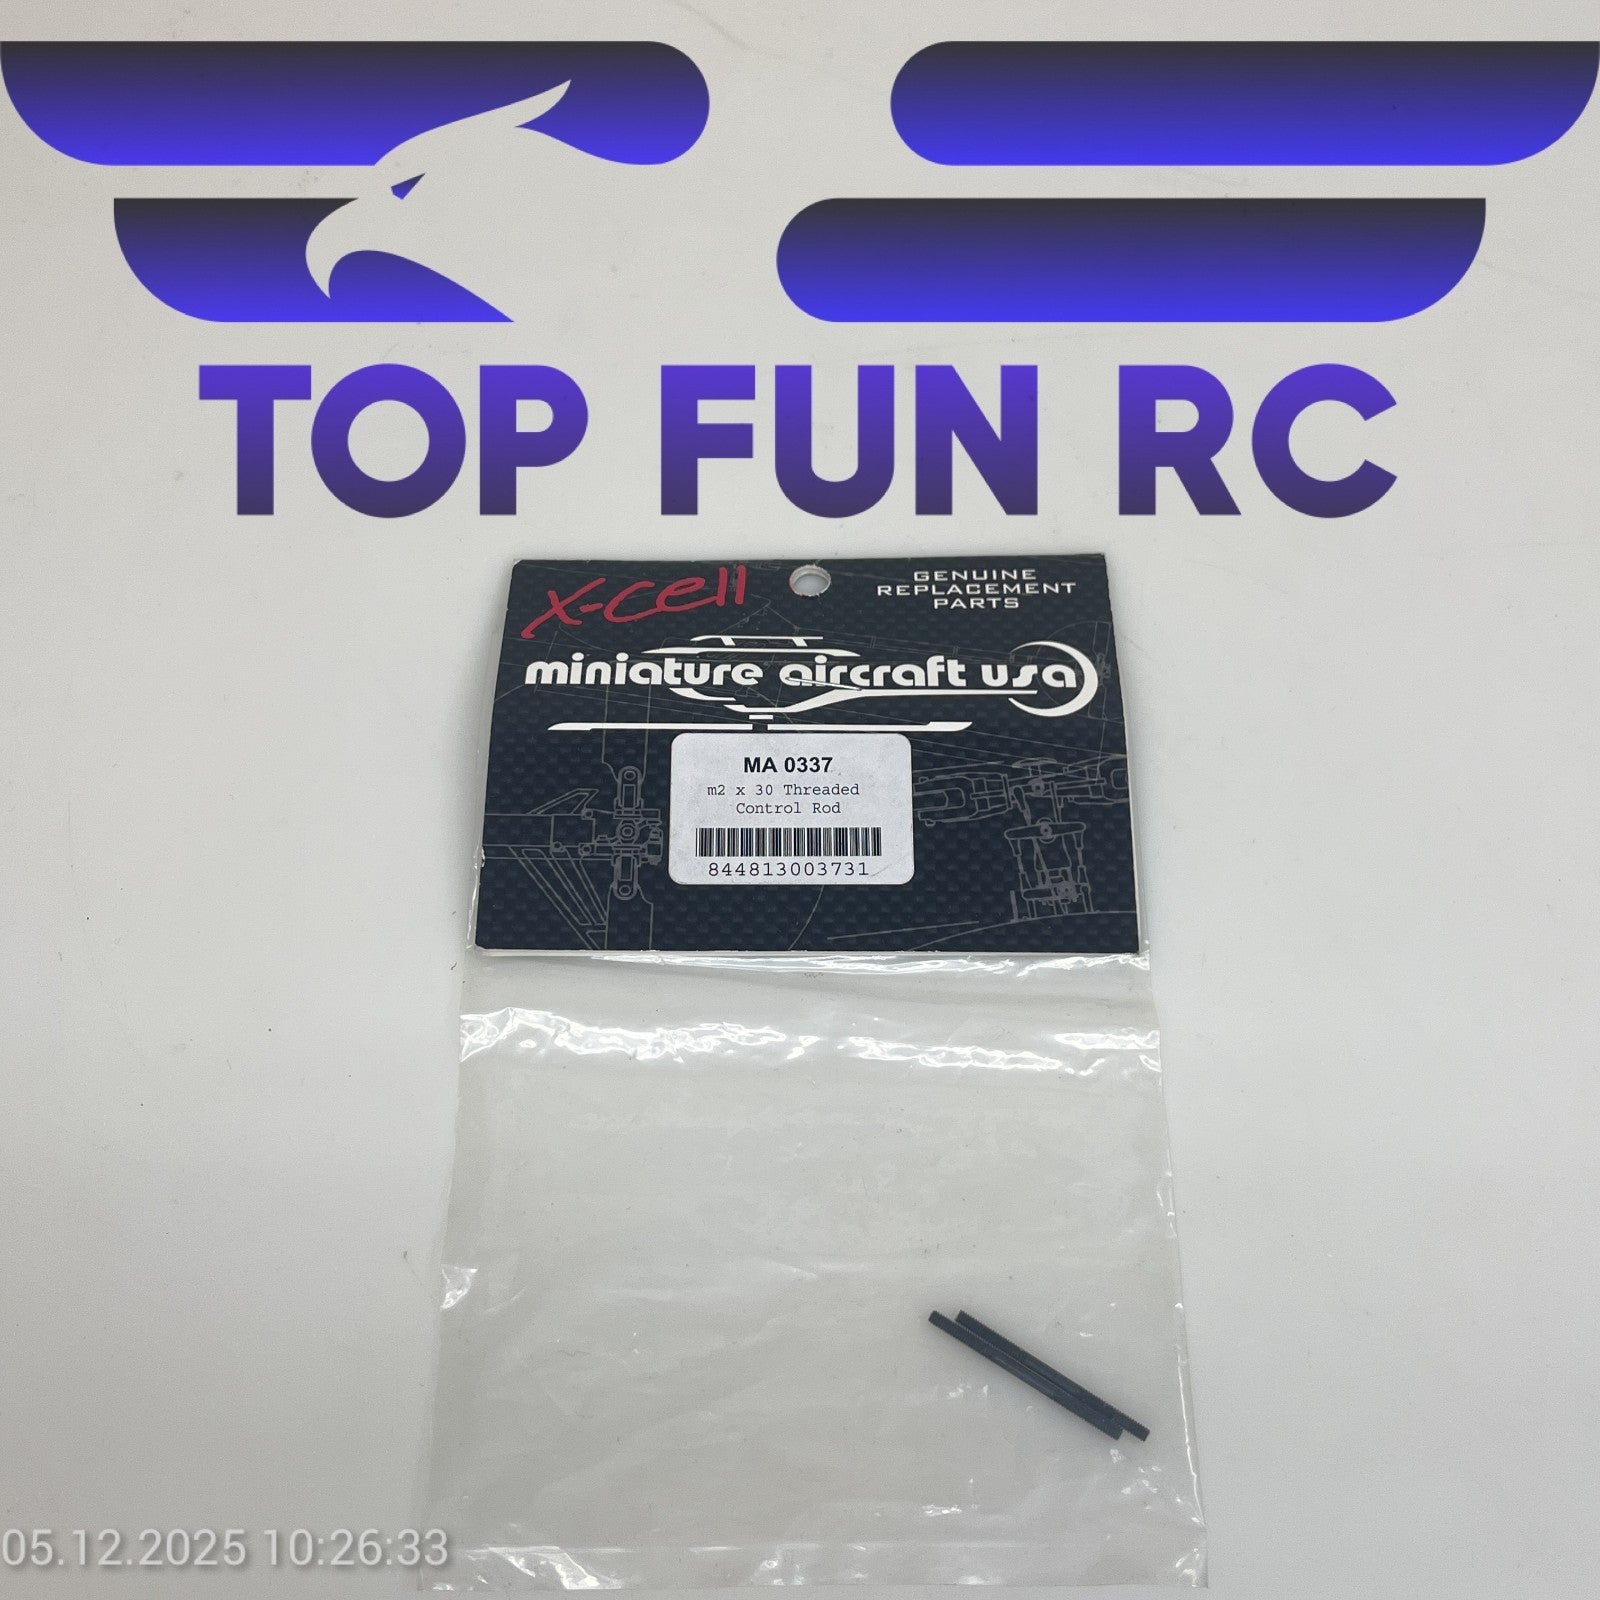 TOP FUN RC
x-cell
GENUINE
REPLACEMENT
PARTS
miniature aircraft usa
MA 0337
m2 x 30 Threaded
Control Rod
844813003731
05.12.2025 10:26:33